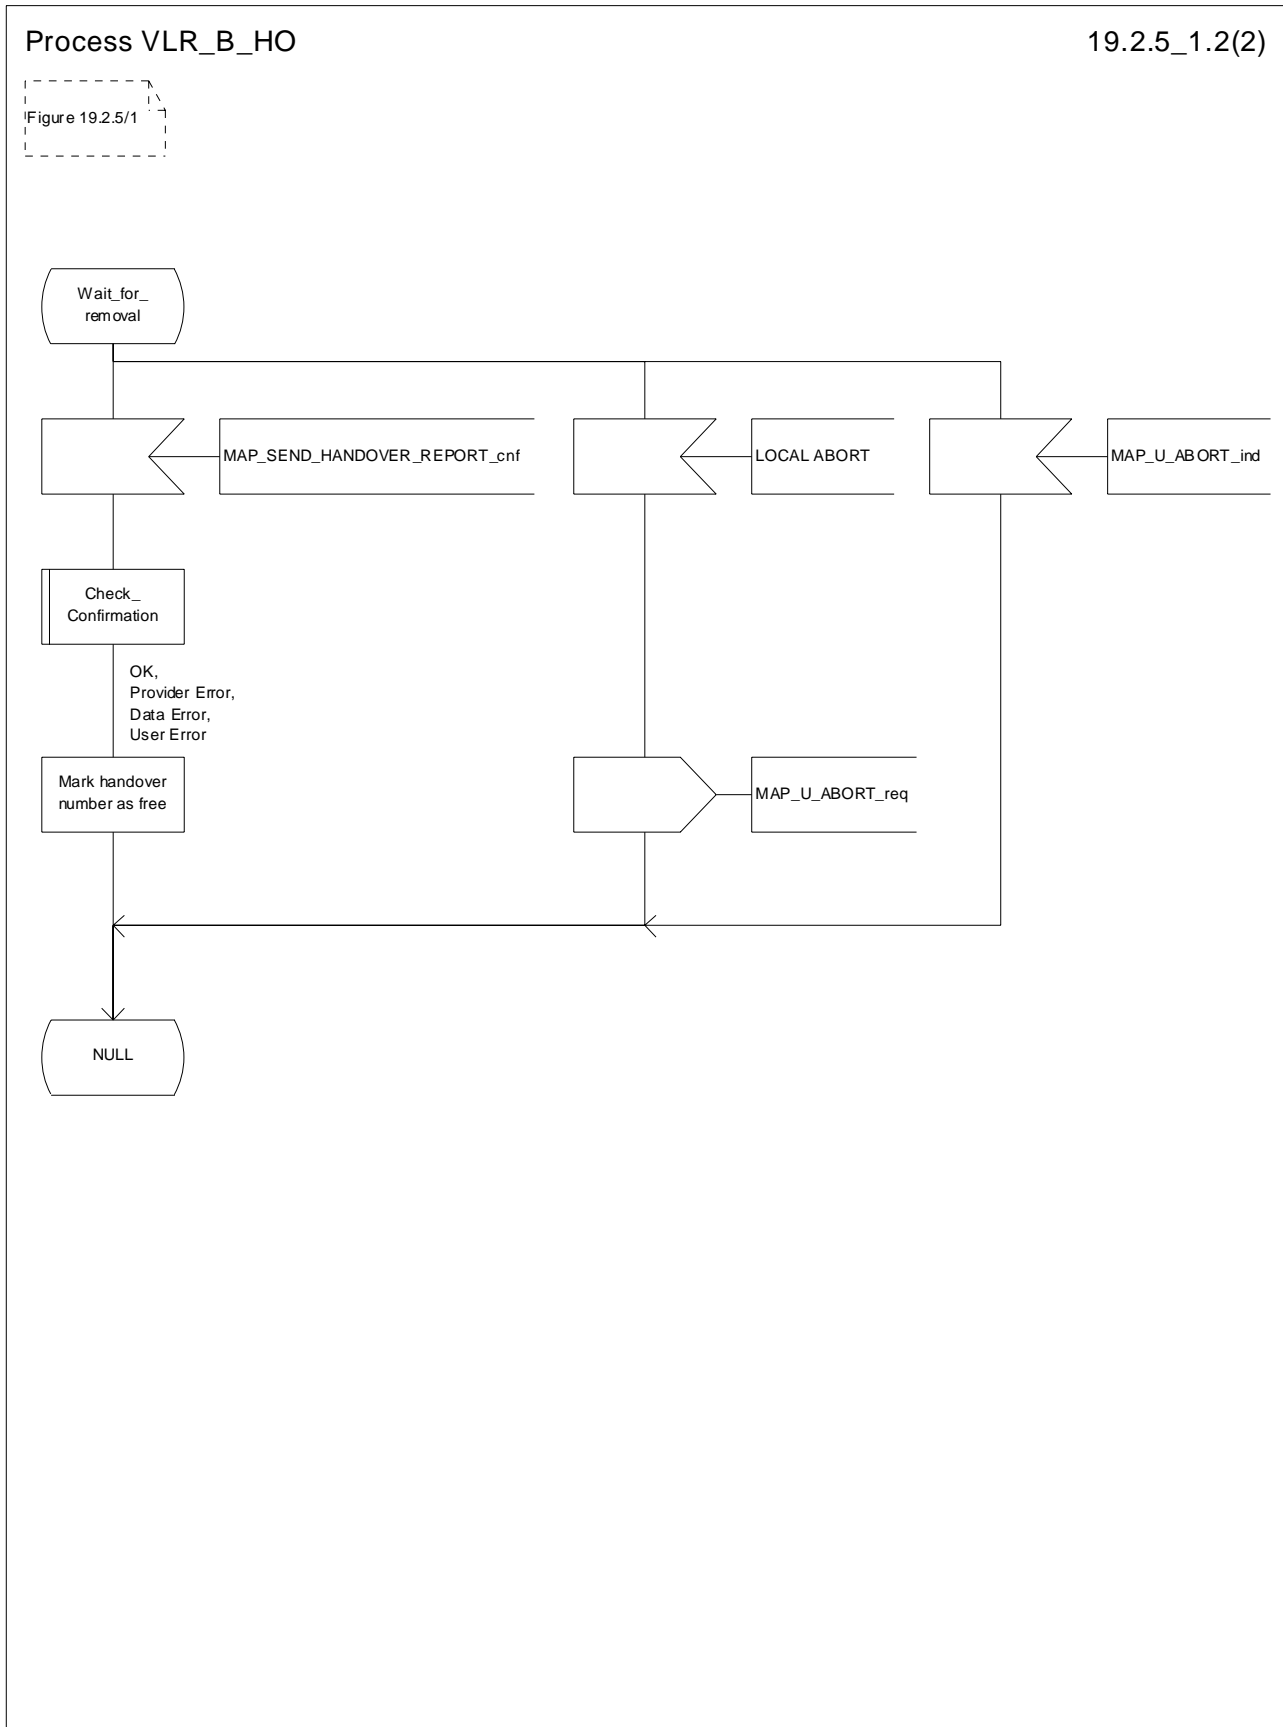 Process VLR_B_HO
19.2.5_1.2(2)
Figure 19.2.5/1
Wait_for_
removal
MAP_SEND_HANDOVER_REPORT_cnf
LOCAL ABORT
MAP_U_ABORT_ind
Check_
Confirmation
OK,
Provider Error,
Data Error,
User Error
Mark handover
number as free
MAP_U_ABORT_req
NULL